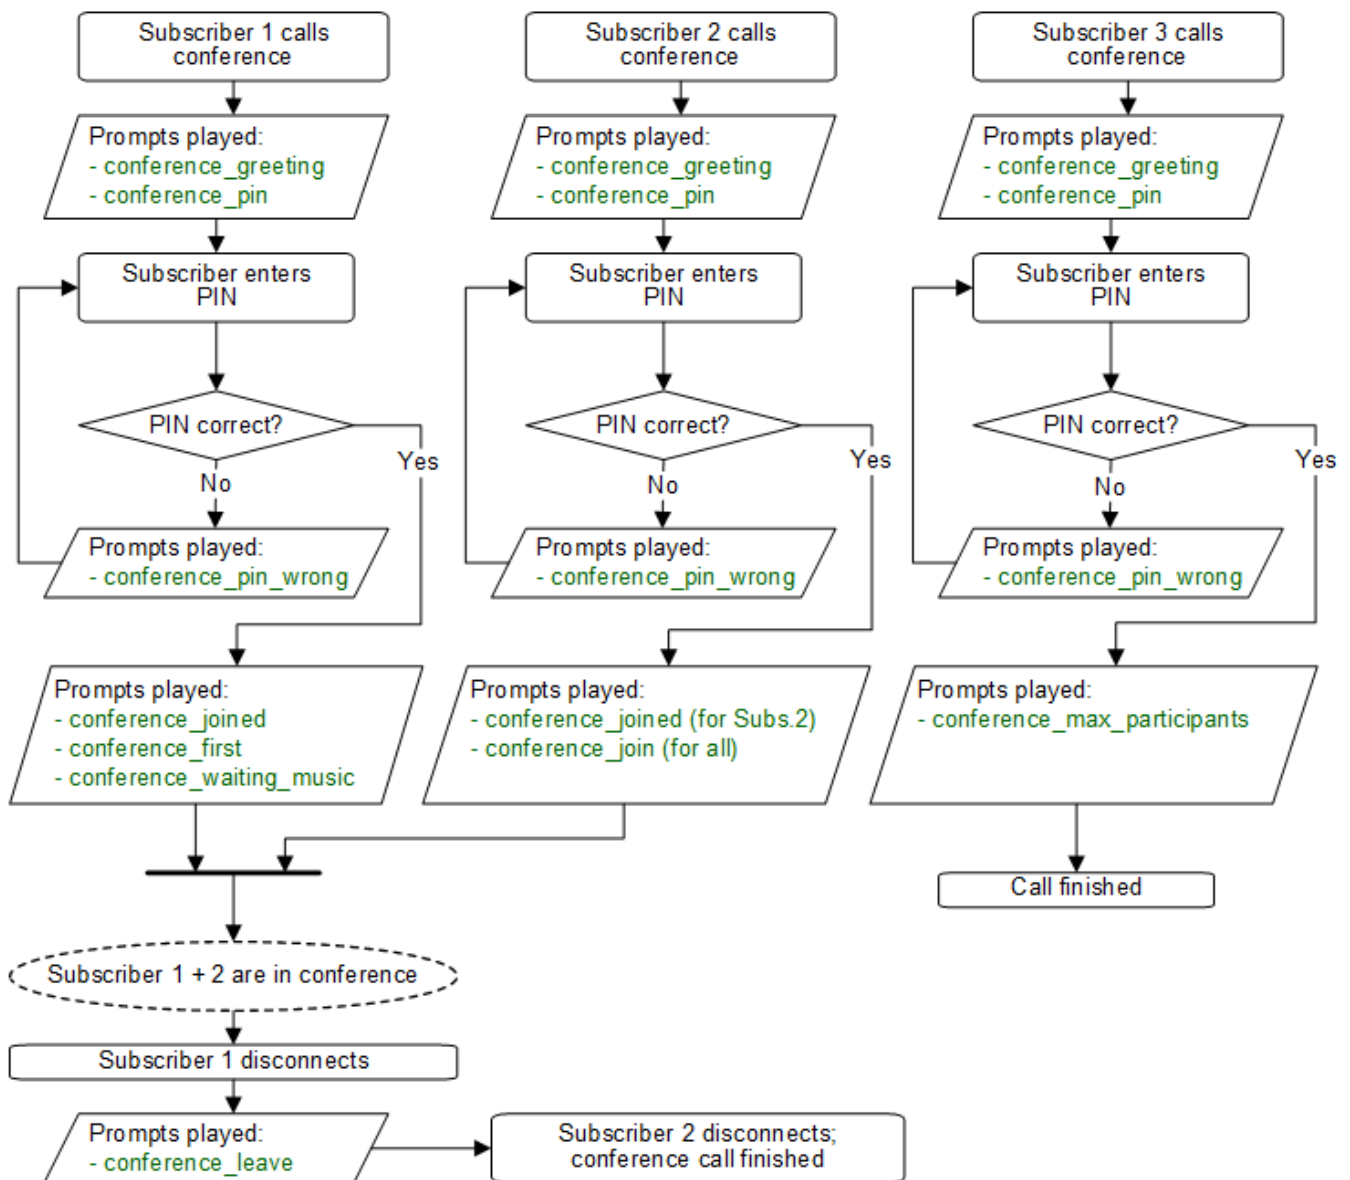 Subscriber 1 calls
conference
Prompts played:
- conference_greeting
- conference_pin
Subscriber enters
PIN
PIN correct?
Yes
No
Prompts played:
- conference_pin_wrong
Prompts played:
- conference_joined
- conference_first
- conference_waiting_music
Subscriber 2 calls
conference
Prompts played:
- conference_greeting
- conference_pin
Subscriber enters
PIN
PIN correct?
Yes
No
Prompts played:
- conference_pin_wrong
Prompts played:
- conference_joined (for Subs.2)
- conference_join (for all)
Subscriber 3 calls
conference
Prompts played:
- conference_greeting
- conference_pin
Subscriber enters
PIN
PIN correct?
Yes
No
Prompts played:
- conference_pin_wrong
Prompts played:
- conference_max_participants
Call finished
Subscriber 1 + 2 are in conference
Subscriber 1 disconnects
Prompts played:
- conference_leave
Subscriber 2 disconnects;
conference call finished